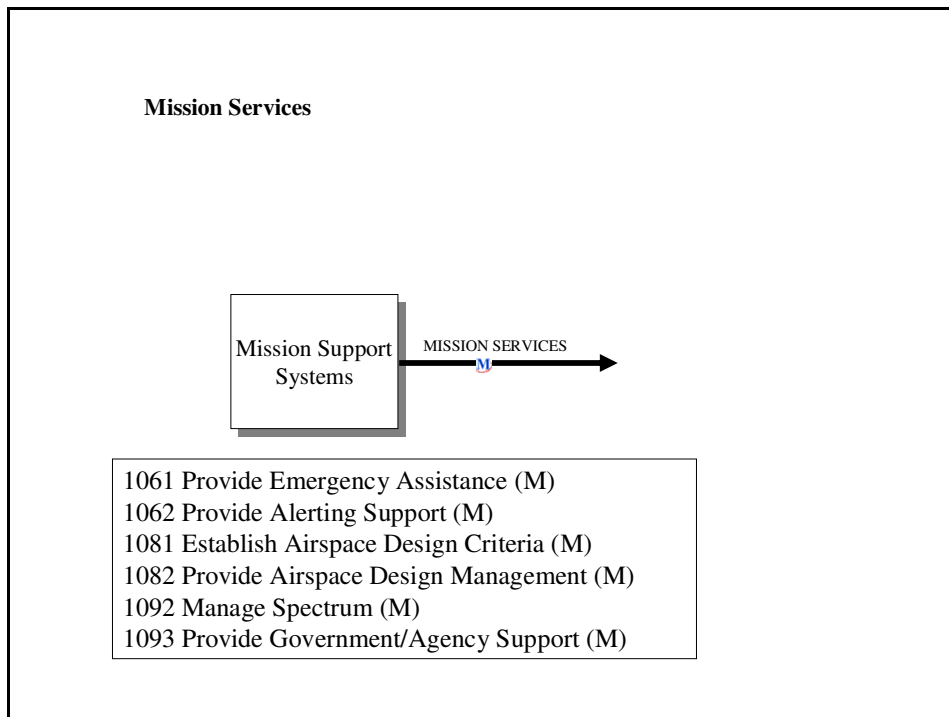 Mission Services
Mission Support
Systems
MISSION SERVICES
M
1061 Provide Emergency Assistance (M)
1062 Provide Alerting Support (M)
1081 Establish Airspace Design Criteria (M)
1082 Provide Airspace Design Management (M)
1092 Manage Spectrum (M)
1093 Provide Government/Agency Support (M)